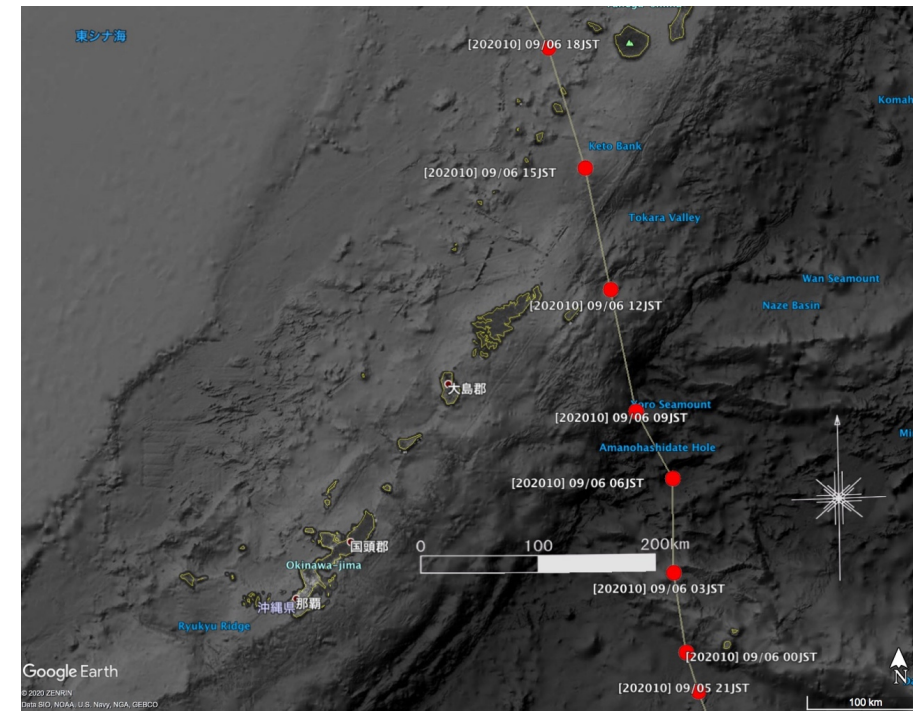 東シナ海
[202010] 09/06 18JST
Komah
Keto Bank
[202010] 09/06 15JST
Tokara Valley
Wan Seamount
[202010] 09/06 12JST
Naze Basin
大島郡
Yoro Seamount
[202010] 09/06 09JST
Mi
Amanohashidate Hole
[202010] 09/06 06JST
国頭郡
0 100 200km
Okinawa-jima
[202010] 09/06 03JST
沖縄県
那覇
Ryukyu Ridge
[202010] 09/06 00JST
Google Earth
N
[202010] 09/05 21JST
© 2020 ZENRIN
100 km
Data SIO, NOAA, U.S. Navy, NGA, GEBCO